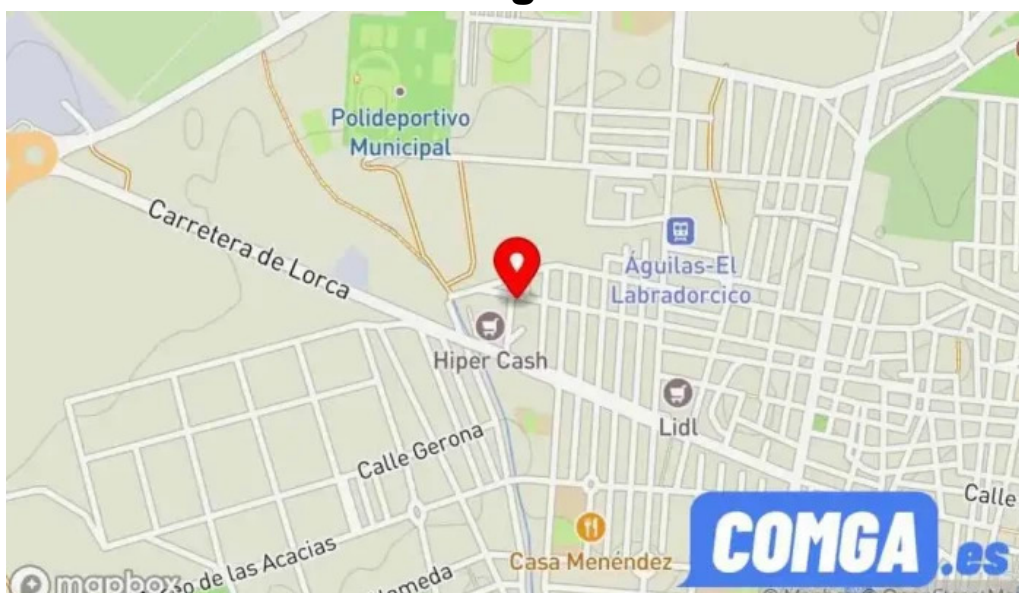 Polideportivo
Municipal
Carretera de Lorca
Águilas-El
Labradorcico
Hiper Cash
Lidl
Calle Gerona
Calle
Casa Menéndez
COMGA.es
de las Acacias
mapbox